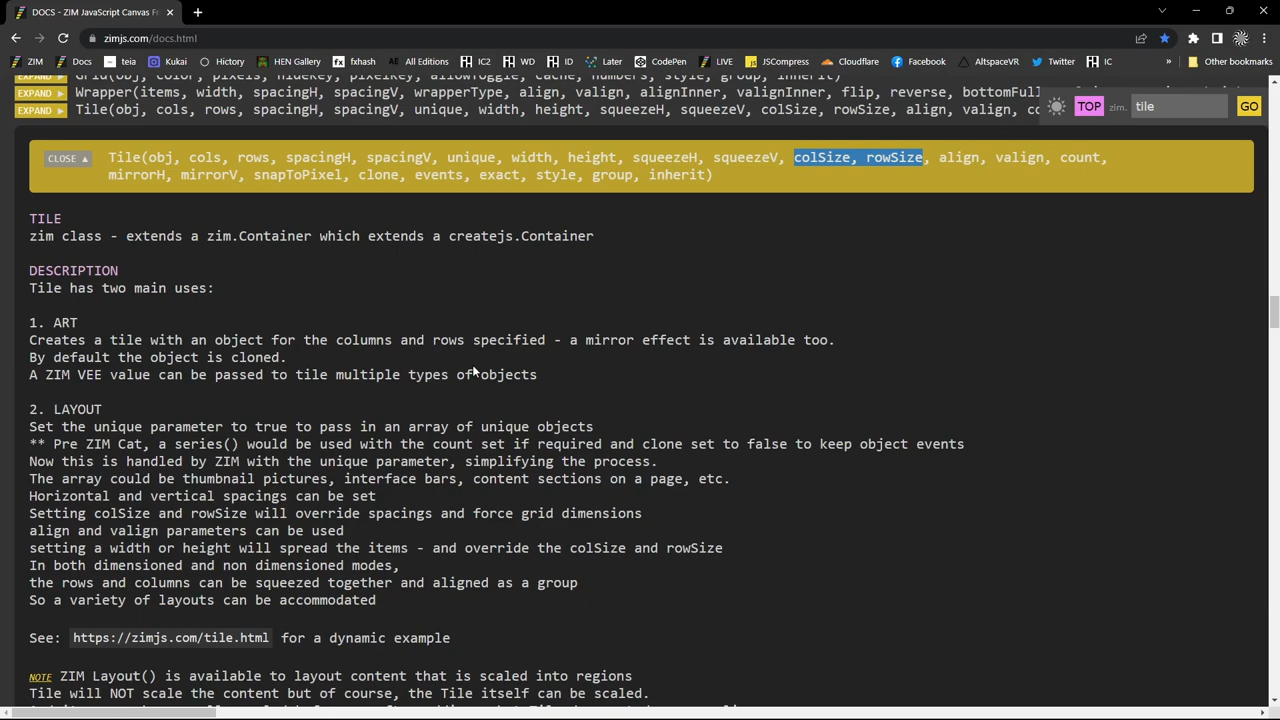 DOCS - ZIM JavaScript Canvas Fr
zimjs.com/docs.html
ZIM Docs teia Kukai Hictory HEN Gallery fxhash All Editions IC2 WD ID Later CodePen LIVE JSCompress Cloudflare Facebook AltspaceVR Twitter IC » Other bookmarks
EXPAND Grid(obj, color, pixels, hideKey, pixelKey, allowToggle, cache, numbers, style, group, inherit)
EXPAND Wrapper(items, width, spacingH, spacingV, wrapperType, align, valign, alignInner, alignInner, flip, reverse, bottomFull
EXPAND Tile(obj, cols, rows, spacingH, spacingV, unique, width, height, squeezeH, squeezeV, colSize, rowSize, align, valign, co
TOP zim. tile GO
CLOSE ▲ Tile(obj, cols, rows, spacingH, spacingV, unique, width, height, squeezeH, squeezeV, colSize, rowSize, align, valign, count,
mirrorH, mirrorV, snapToPixel, clone, events, exact, style, group, inherit)
TILE
zim class - extends a zim.Container which extends a createjs.Container
DESCRIPTION
Tile has two main uses:
1. ART
Creates a tile with an object for the columns and rows specified - a mirror effect is available too.
By default the object is cloned.
A ZIM VEE value can be passed to tile multiple types of objects
2. LAYOUT
Set the unique parameter to true to pass in an array of unique objects
** Pre ZIM Cat, a series() would be used with the count set if required and clone set to false to keep object events
Now this is handled by ZIM with the unique parameter, simplifying the process.
The array could be thumbnail pictures, interface bars, content sections on a page, etc.
Horizontal and vertical spacings can be set
Setting colSize and rowSize will override spacings and force grid dimensions
align and valign parameters can be used
setting a width or height will spread the items - and override the colSize and rowSize
In both dimensioned and non dimensioned modes,
the rows and columns can be squeezed together and aligned as a group
So a variety of layouts can be accommodated
See: https://zimjs.com/tile.html for a dynamic example
NOTE ZIM Layout() is available to layout content that is scaled into regions
Tile will NOT scale the content but of course, the Tile itself can be scaled.